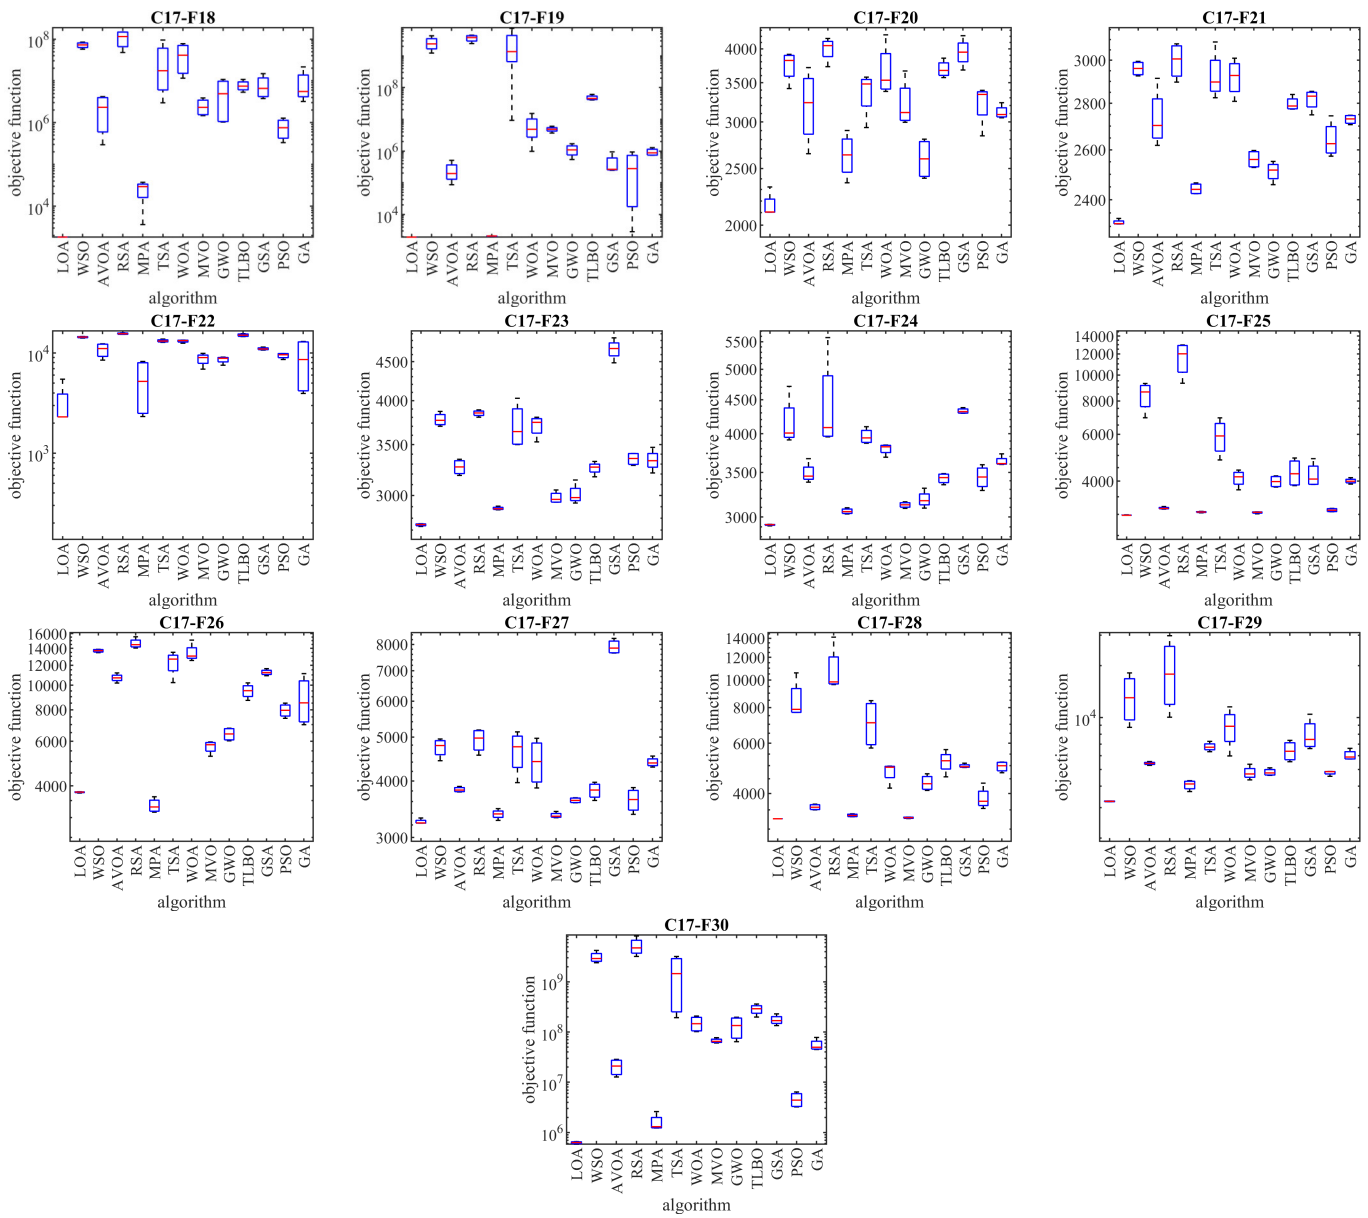 C17-F18
objective function
10^8
10^6
10^4
LOA WSO AVOA RSA MPA TSA WOA MVO GWO TLBO GSA PSO GA
algorithm
C17-F19
objective function
10^8
10^6
10^4
LOA WSO AVOA RSA MPA TSA WOA MVO GWO TLBO GSA PSO GA
algorithm
C17-F20
objective function
4000
3500
3000
2500
2000
LOA WSO AVOA RSA MPA TSA WOA MVO GWO TLBO GSA PSO GA
algorithm
C17-F21
objective function
3000
2800
2600
2400
LOA WSO AVOA RSA MPA TSA WOA MVO GWO TLBO GSA PSO GA
algorithm
C17-F22
objective function
10^4
10^3
LOA WSO AVOA RSA MPA TSA WOA MVO GWO TLBO GSA PSO GA
algorithm
C17-F23
objective function
4500
4000
3500
3000
LOA WSO AVOA RSA MPA TSA WOA MVO GWO TLBO GSA PSO GA
algorithm
C17-F24
objective function
5500
5000
4500
4000
3500
3000
LOA WSO AVOA RSA MPA TSA WOA MVO GWO TLBO GSA PSO GA
algorithm
C17-F25
objective function
14000
12000
10000
8000
6000
4000
LOA WSO AVOA RSA MPA TSA WOA MVO GWO TLBO GSA PSO GA
algorithm
C17-F26
objective function
16000
14000
12000
10000
8000
6000
4000
LOA WSO AVOA RSA MPA TSA WOA MVO GWO TLBO GSA PSO GA
algorithm
C17-F27
objective function
8000
7000
6000
5000
4000
3000
LOA WSO AVOA RSA MPA TSA WOA MVO GWO TLBO GSA PSO GA
algorithm
C17-F28
objective function
14000
12000
10000
8000
6000
4000
LOA WSO AVOA RSA MPA TSA WOA MVO GWO TLBO GSA PSO GA
algorithm
C17-F29
objective function
10^4
LOA WSO AVOA RSA MPA TSA WOA MVO GWO TLBO GSA PSO GA
algorithm
C17-F30
objective function
10^9
10^8
10^7
10^6
LOA WSO AVOA RSA MPA TSA WOA MVO GWO TLBO GSA PSO GA
algorithm